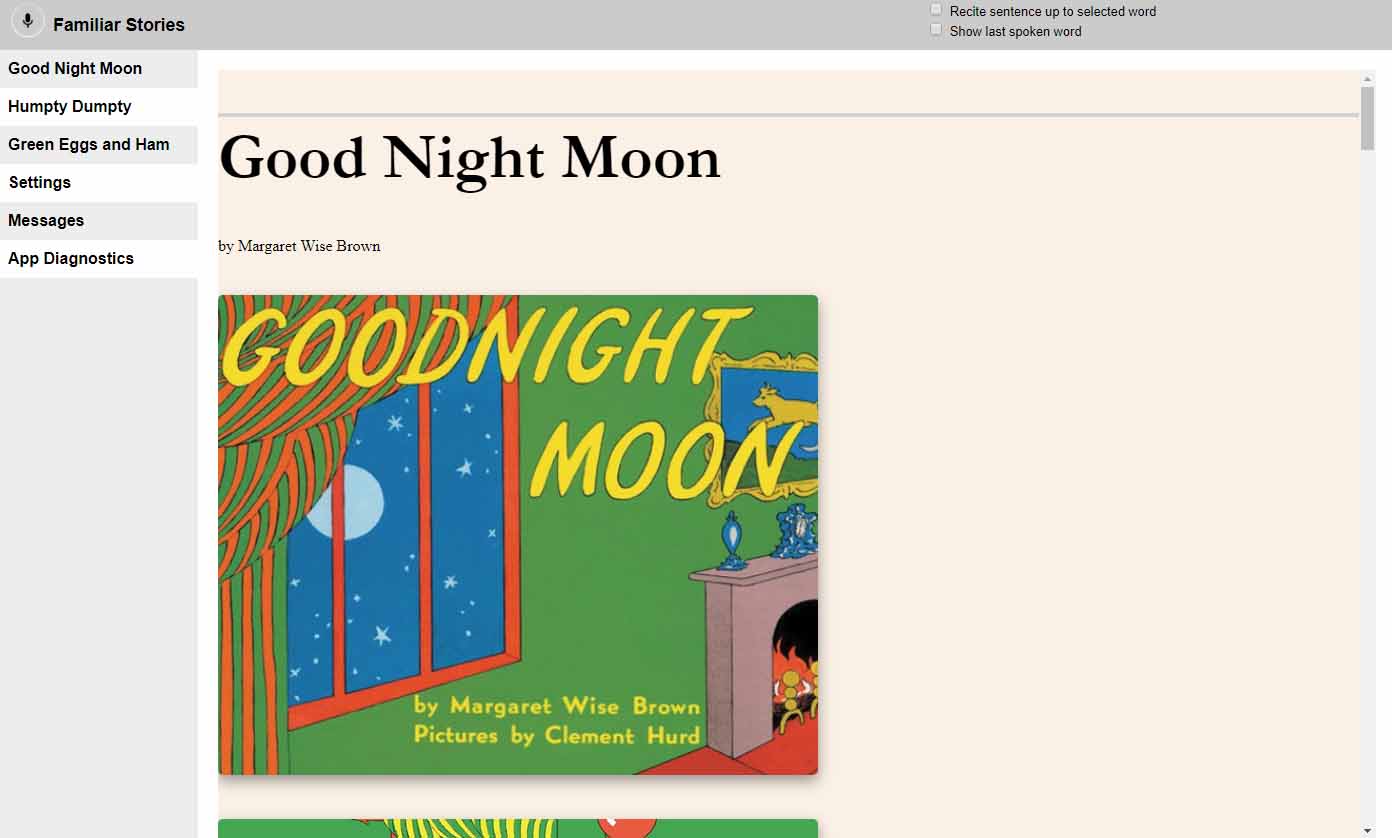 Familiar Stories
Recite sentence up to selected word
Show last spoken word
Good Night Moon
Humpty Dumpty
Green Eggs and Ham
Settings
Messages
App Diagnostics
Good Night Moon
by Margaret Wise Brown
GOODNIGHT
MOON
by Margaret Wise Brown
Pictures by Clement Hurd